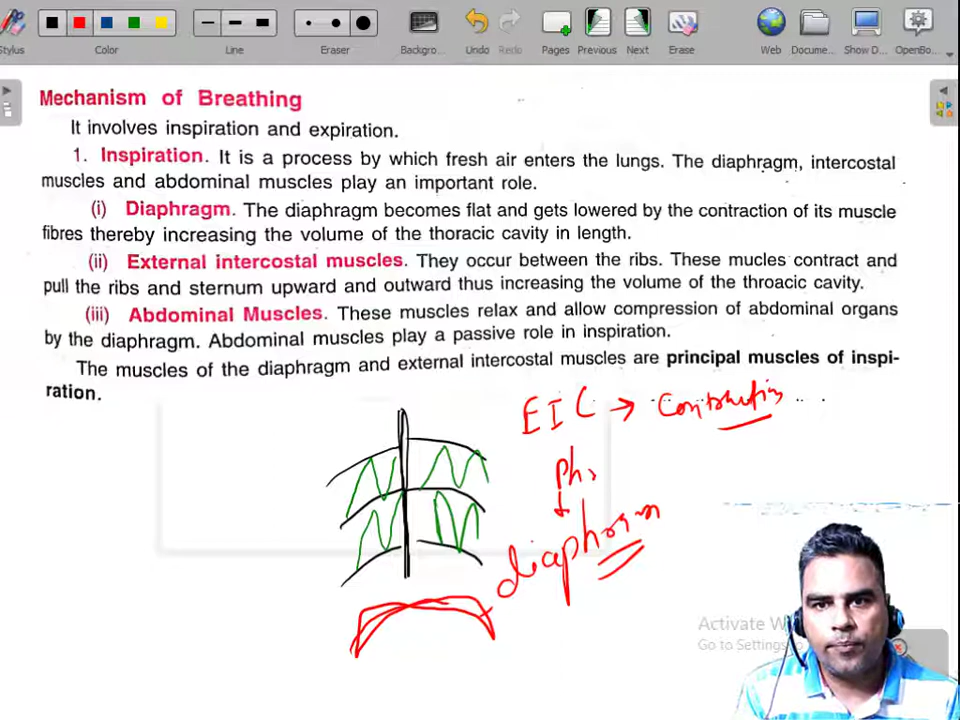 Stylus
Color
Line
Eraser
Backgro...
Undo
Redo
Pages
Previous
Next
Erase
Web
Docume...
Show D...
OpenBo...
Mechanism of Breathing
It involves inspiration and expiration.
1. Inspiration. It is a process by which fresh air enters the lungs. The diaphragm, intercostal
muscles and abdominal muscles play an important role.
(i) Diaphragm. The diaphragm becomes flat and gets lowered by the contraction of its muscle
fibres thereby increasing the volume of the thoracic cavity in length.
(ii) External intercostal muscles. They occur between the ribs. These mucles contract and
pull the ribs and sternum upward and outward thus increasing the volume of the throacic cavity.
(iii) Abdominal Muscles. These muscles relax and allow compression of abdominal organs
by the diaphragm. Abdominal muscles play a passive role in inspiration.
The muscles of the diaphragm and external intercostal muscles are principal muscles of inspi-
ration.
EIC →
Activate W
Go to Settings